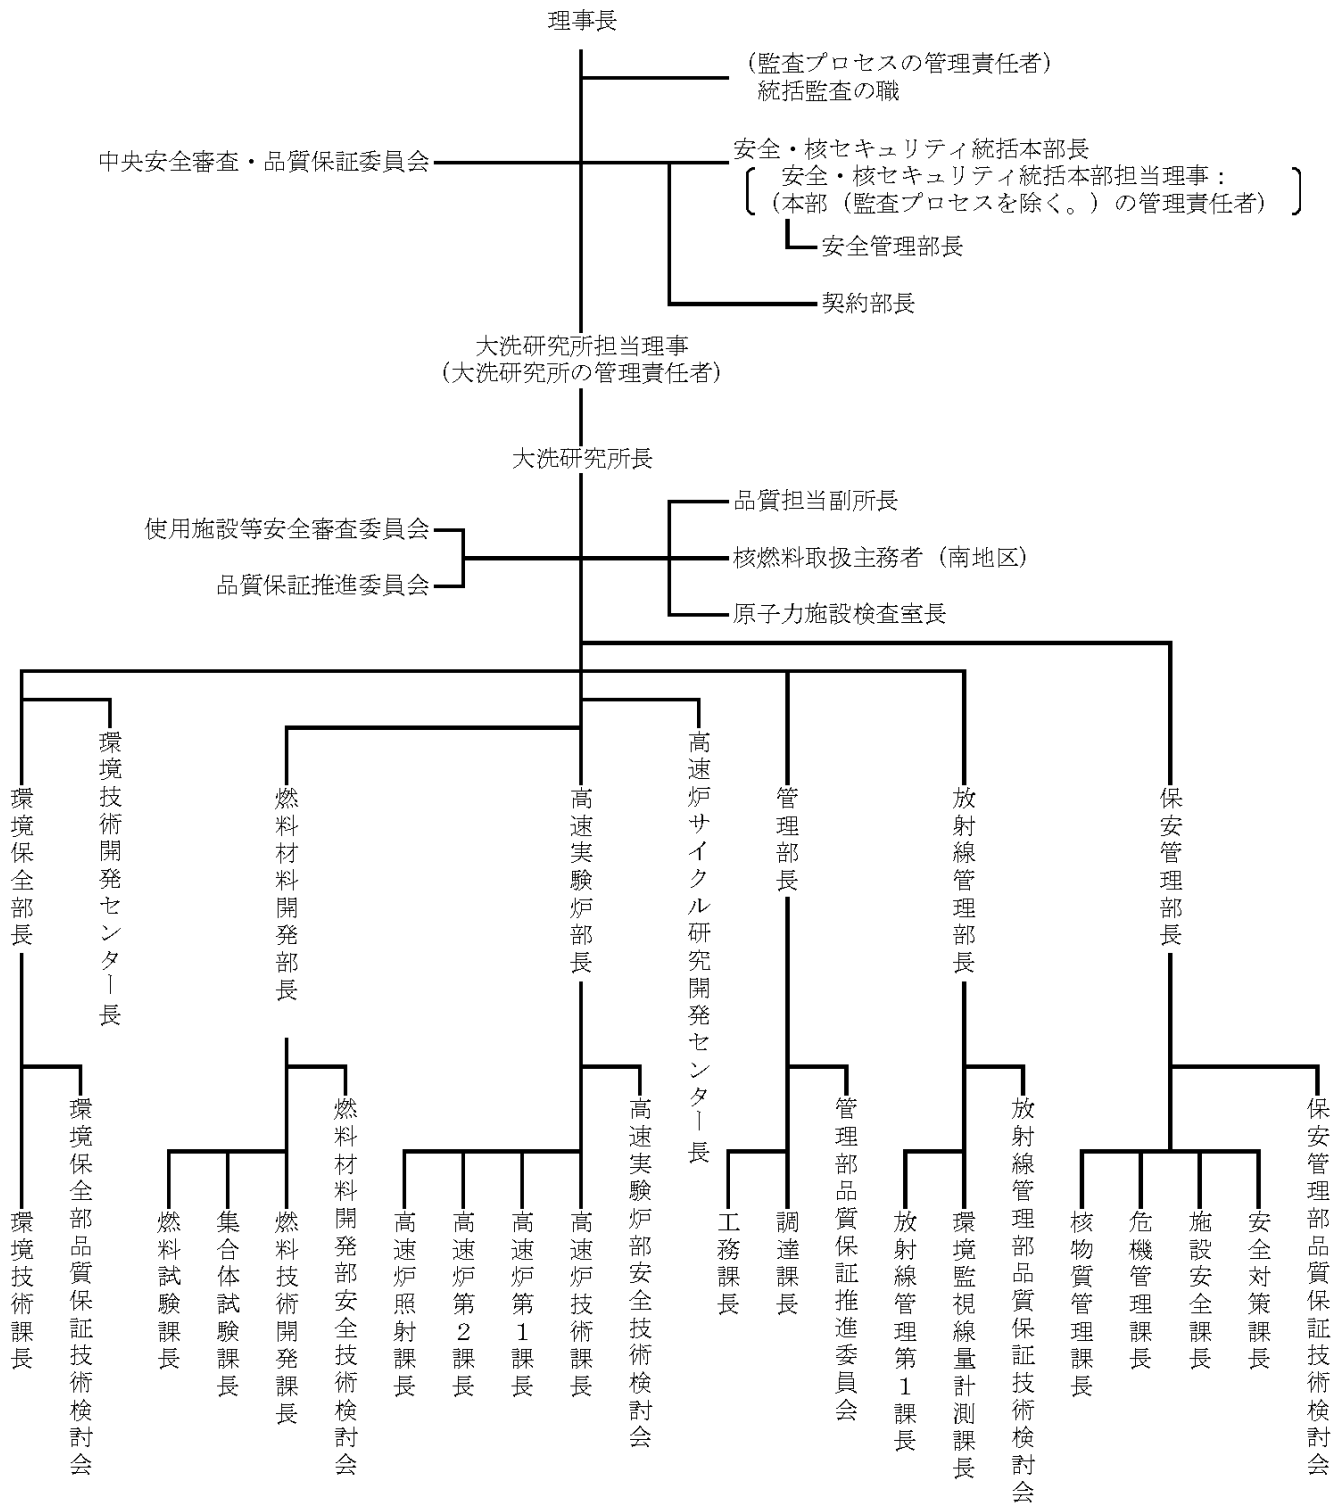 理事長
（監査プロセスの管理責任者）
統括監査の職
中央安全審査・品質保証委員会
安全・核セキュリティ統括本部長
安全・核セキュリティ統括本部担当理事：
（本部（監査プロセスを除く。）の管理責任者）
安全管理部長
契約部長
大洗研究所担当理事
（大洗研究所の管理責任者）
大洗研究所長
品質担当副所長
使用施設等安全審査委員会
核燃料取扱主務者（南地区）
品質保証推進委員会
原子力施設検査室長
環境保全部長
環境技術開発センター長
燃料材料開発部長
高速実験炉部長
高速炉サイクル研究開発センター長
管理部長
放射線管理部長
保安管理部長
環境技術課長
環境保全部品質保証技術検討会
燃料試験課長
集合体試験課長
燃料技術開発課長
燃料材料開発部安全技術検討会
高速炉照射課長
高速炉第２課長
高速炉第１課長
高速炉技術課長
高速実験炉部安全技術検討会
工務課長
調達課長
管理部品質保証推進委員会
放射線管理第１課長
環境監視線量計測課長
放射線管理部品質保証技術検討会
核物質管理課長
危機管理課長
施設安全課長
安全対策課長
保安管理部品質保証技術検討会